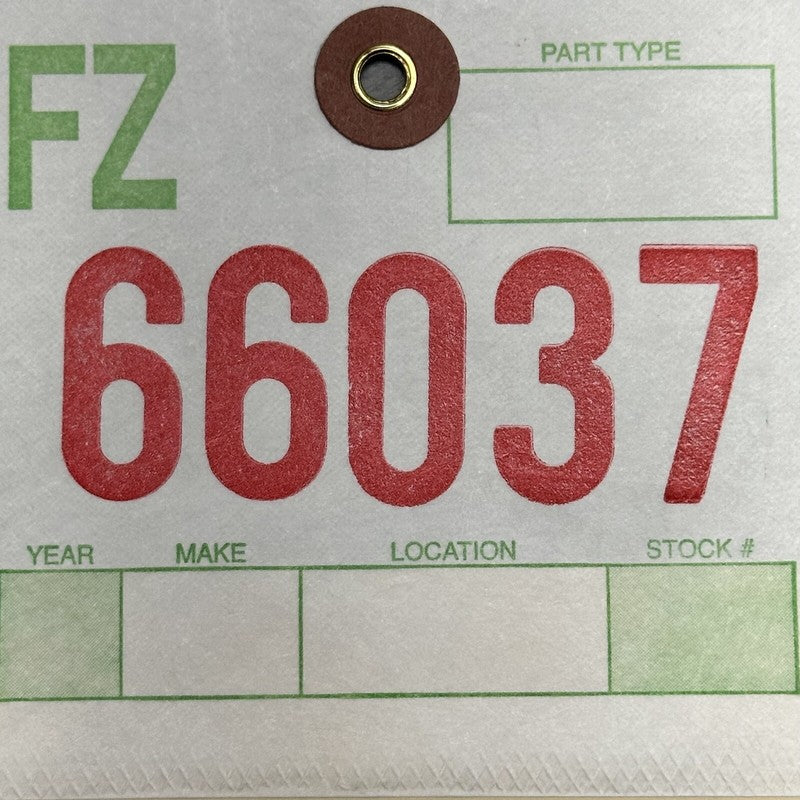 FZ
PART TYPE
66037
YEAR MAKE LOCATION STOCK #